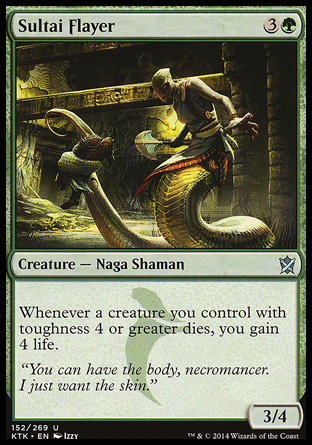 Sultai Flayer 3
Creature — Naga Shaman
Whenever a creature you control with
toughness 4 or greater dies, you gain
4 life.
“You can have the body, necromancer.
I just want the skin.”
3/4
152/269 U
KTK • EN Izzy
™ & © 2014 Wizards of the Coast